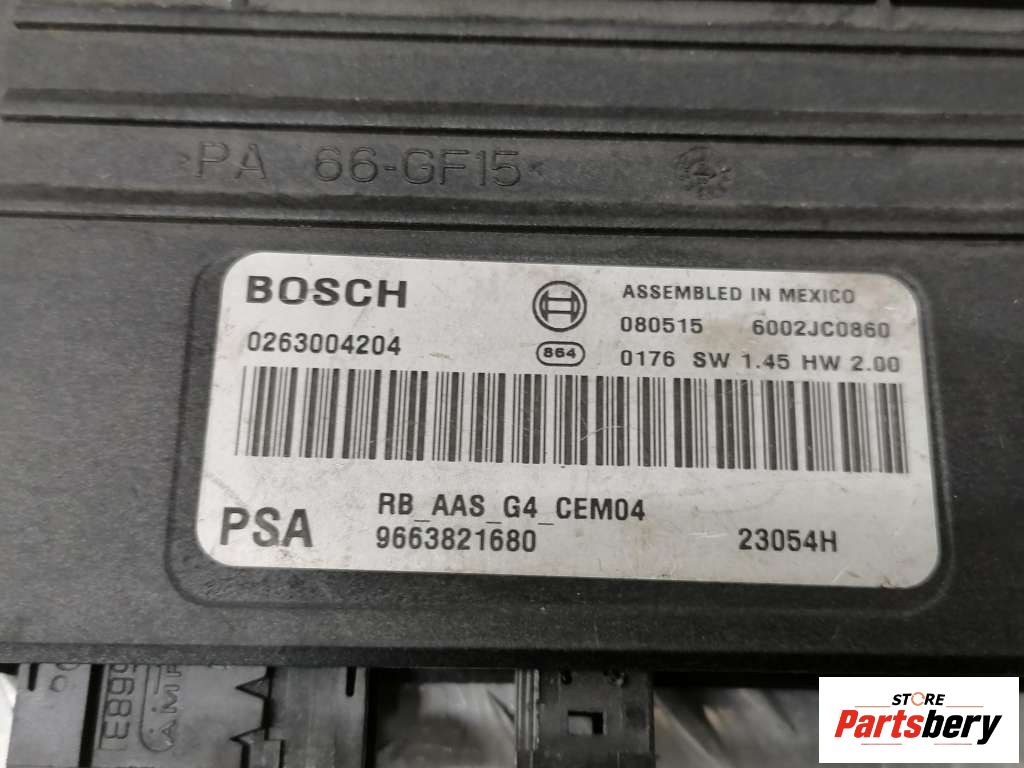 >PA 66-GF15<
BOSCH
0263004204
864
ASSEMBLED IN MEXICO
080515 6002JC0860
0176 SW 1.45 HW 2.00
PSA
RB_AAS_G4_CEM04
9663821680 23054H
AMP
STORE
Partsbery